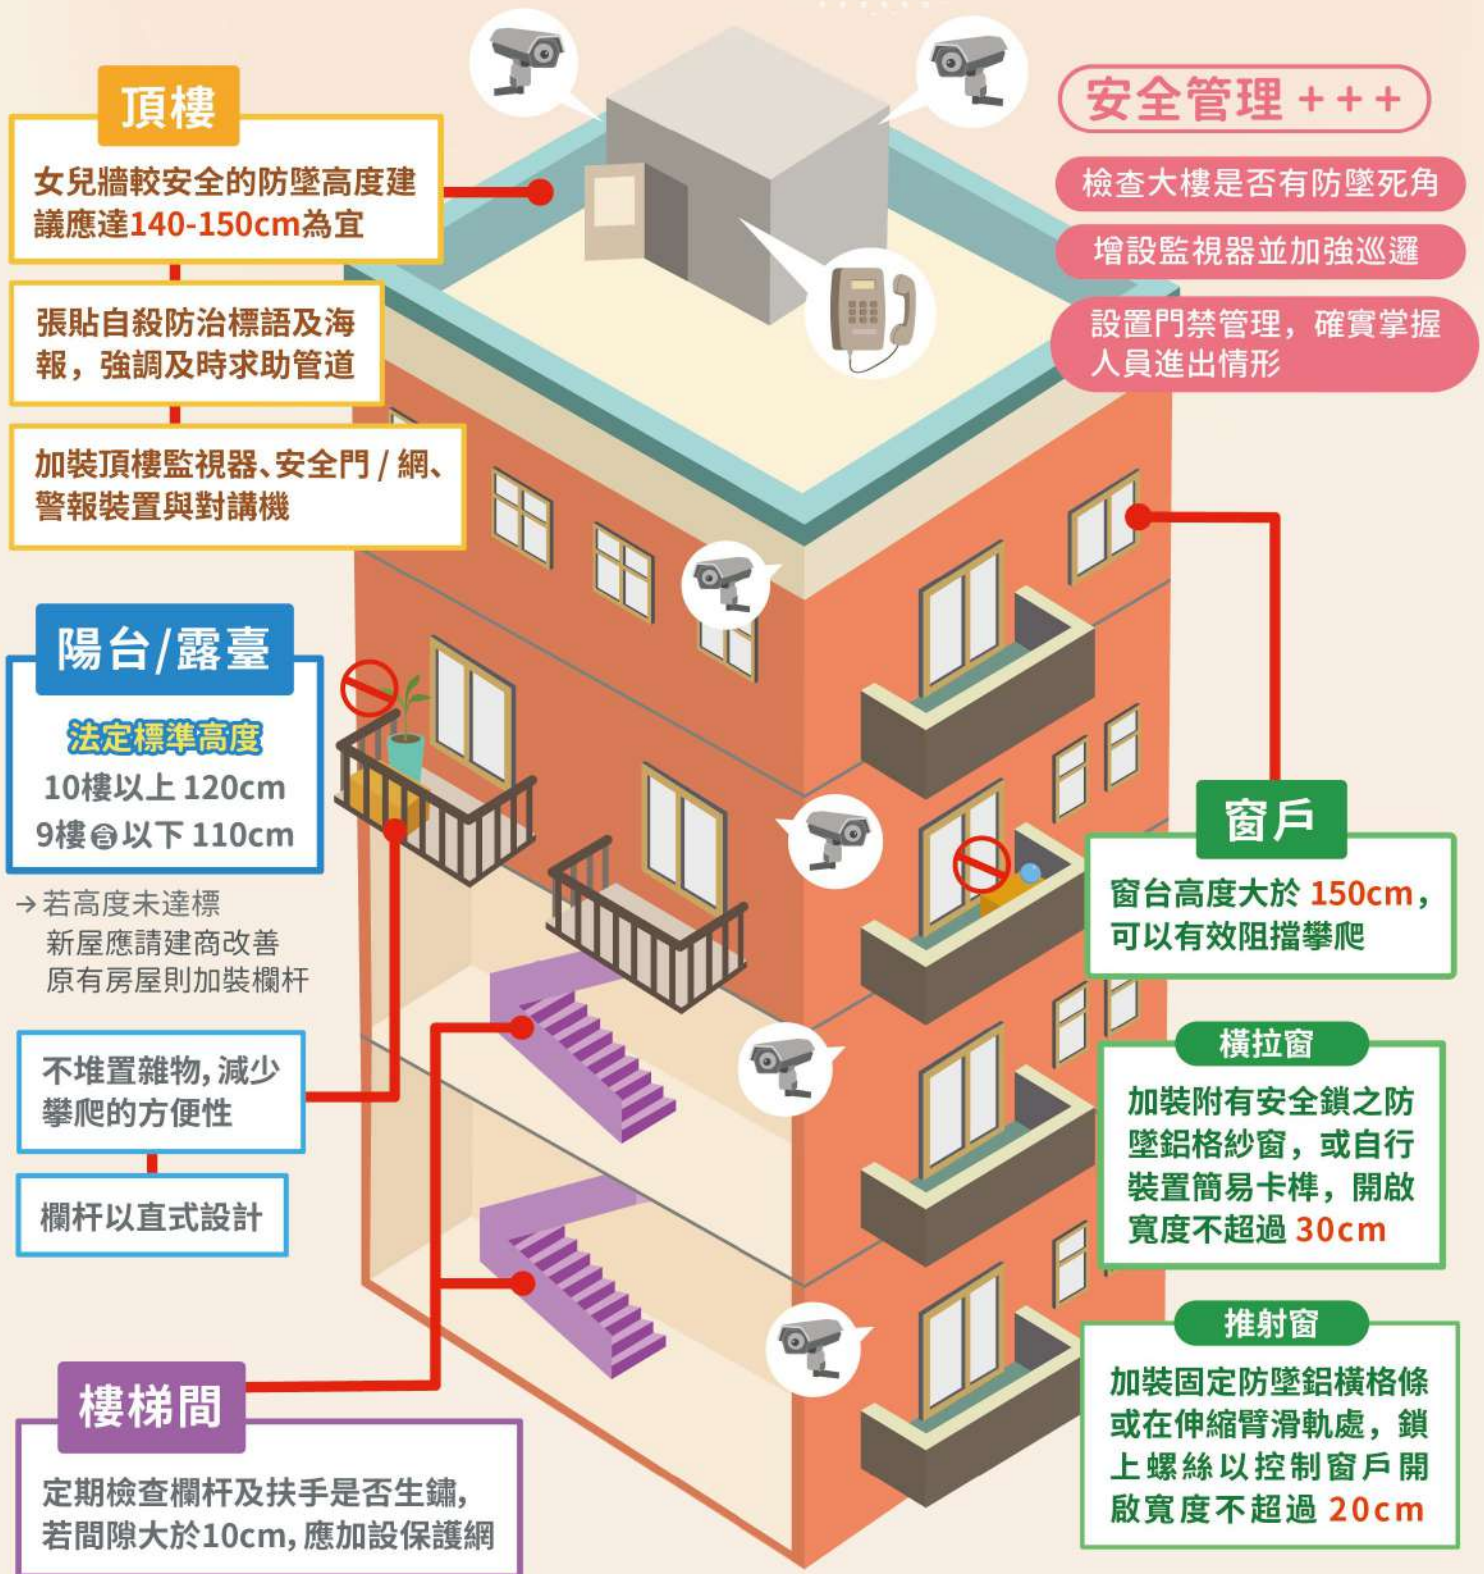 頂樓
女兒牆較安全的防墜高度建
議應達140-150cm為宜
張貼自殺防治標語及海
報，強調及時求助管道
加裝頂樓監視器、安全門 / 網、
警報裝置與對講機
安全管理 + + +
檢查大樓是否有防墜死角
增設監視器並加強巡邏
設置門禁管理，確實掌握
人員進出情形
陽台/露臺
法定標準高度
10樓以上 120cm
9樓含以下 110cm
→ 若高度未達標
新屋應請建商改善
原有房屋則加裝欄杆
不堆置雜物, 減少
攀爬的方便性
欄杆以直式設計
樓梯間
定期檢查欄杆及扶手是否生鏽,
若間隙大於10cm, 應加設保護網
窗戶
窗台高度大於 150cm，
可以有效阻擋攀爬
橫拉窗
加裝附有安全鎖之防
墜鋁格紗窗，或自行
裝置簡易卡榫，開啟
寬度不超過 30cm
推射窗
加裝固定防墜鋁橫格條
或在伸縮臂滑軌處，鎖
上螺絲以控制窗戶開
啟寬度不超過 20cm